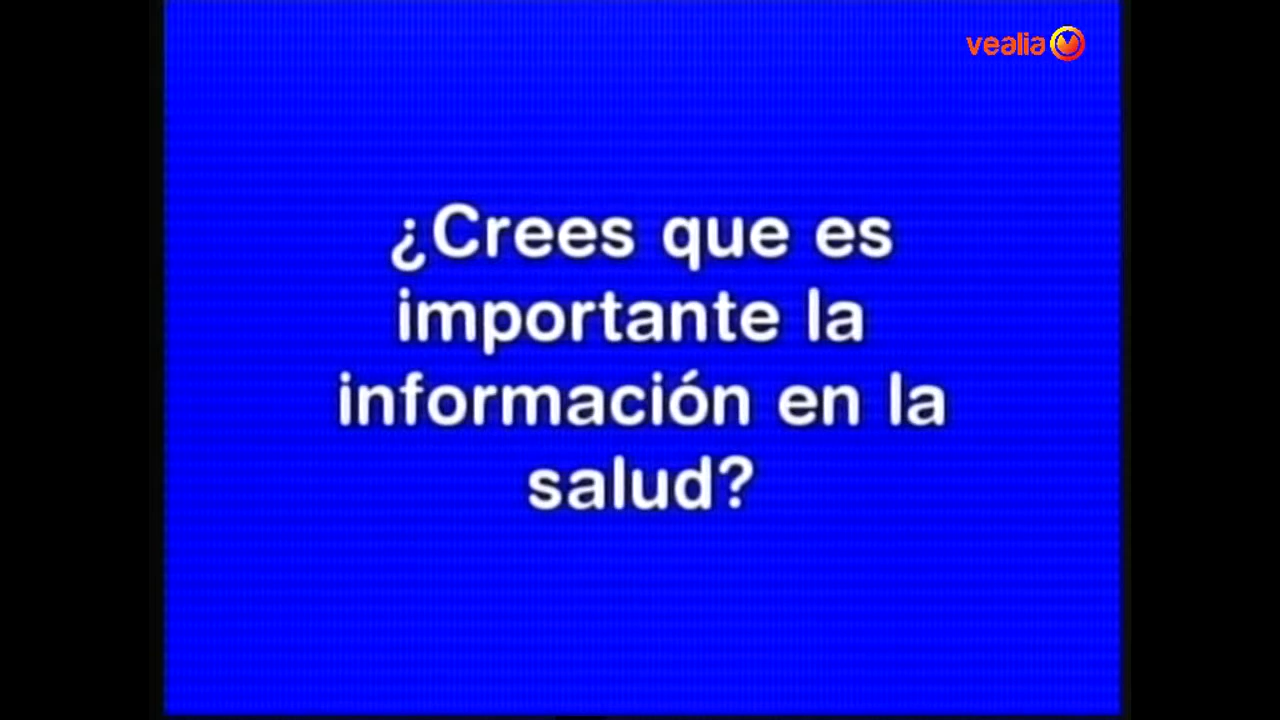 vealia
¿Crees que es
importante la
información en la
salud?